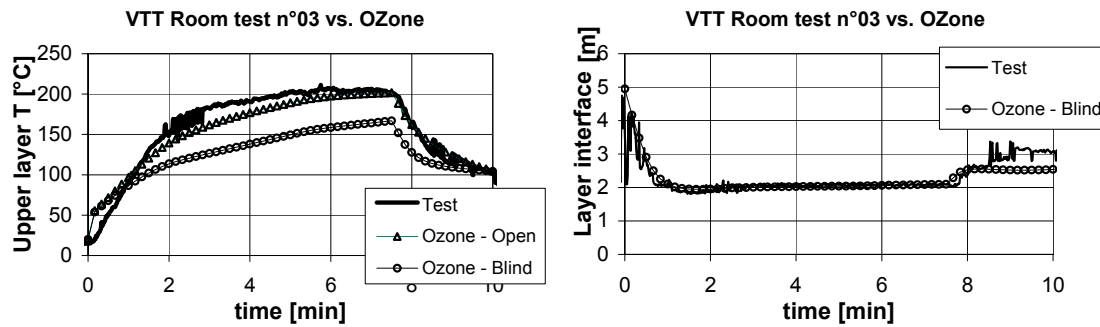 VTT Room test n°03 vs. OZone
Upper layer T [°C]
250
200
150
100
50
0
0 2 4 6 8 10
time [min]
Test
Ozone - Open
Ozone - Blind
VTT Room test n°03 vs. OZone
Layer interface [m]
6
5
4
3
2
1
0
0 2 4 6 8 10
time [min]
Test
Ozone - Blind